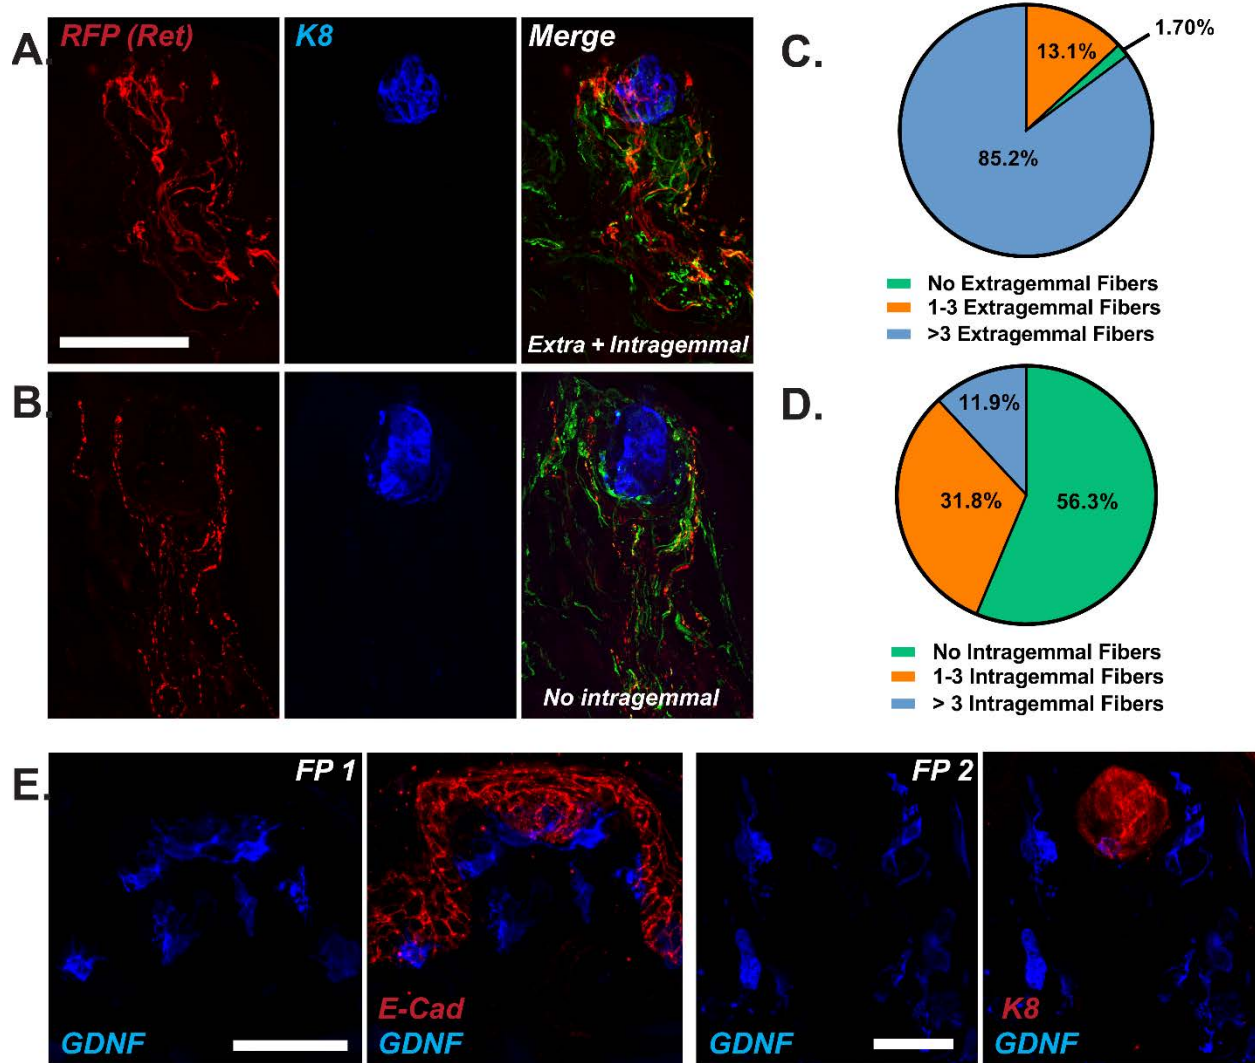 A.
RFP (Ret)
K8
Merge
Extra + Intragemmal
B.
No intragemmal
C.
13.1%
1.70%
85.2%
No Extragemmal Fibers
1-3 Extragemmal Fibers
>3 Extragemmal Fibers
D.
11.9%
31.8%
56.3%
No Intragemmal Fibers
1-3 Intragemmal Fibers
> 3 Intragemmal Fibers
E.
FP 1
GDNF
E-Cad
GDNF
FP 2
GDNF
K8
GDNF